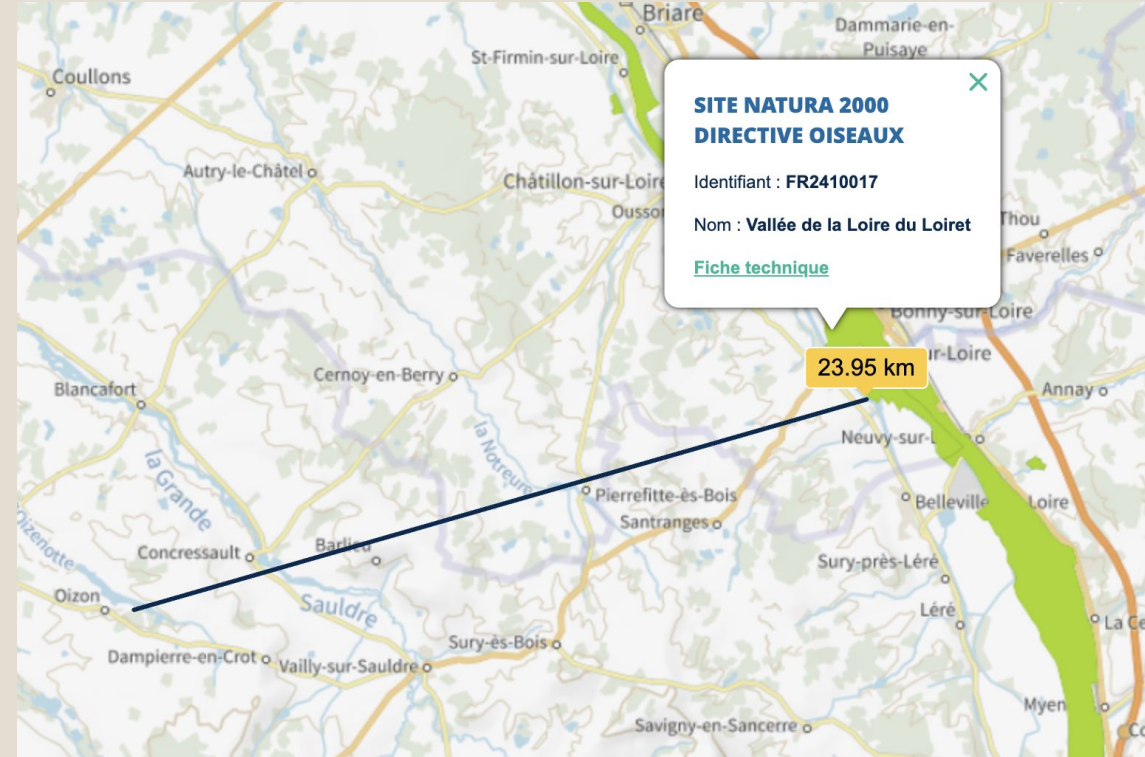 Briare
Dammarie-en-
Puisaye
St-Firmin-sur-Loire
Coullons
SITE NATURA 2000
DIRECTIVE OISEAUX
Identifiant : FR2410017
Nom : Vallée de la Loire du Loiret
Fiche technique
Autry-le-Châtel
Châtillon-sur-Loire
Ousson
Thou
Faverelles
Bonny-sur-Loire
23.95 km
ur-Loire
Cernoy-en-Berry
Blancafort
Annay
la Notreure
Neuvy-sur-L
la Grande
Pierrefitte-ès-Bois
Santranges
Belleville
Loire
Oizenotte
Concressault
Barlieu
Sury-près-Léré
Oizon
Sauldre
Léré
La Ce
Dampierre-en-Crot
Vailly-sur-Sauldre
Sury-ès-Bois
Savigny-en-Sancerre
Myen
Co